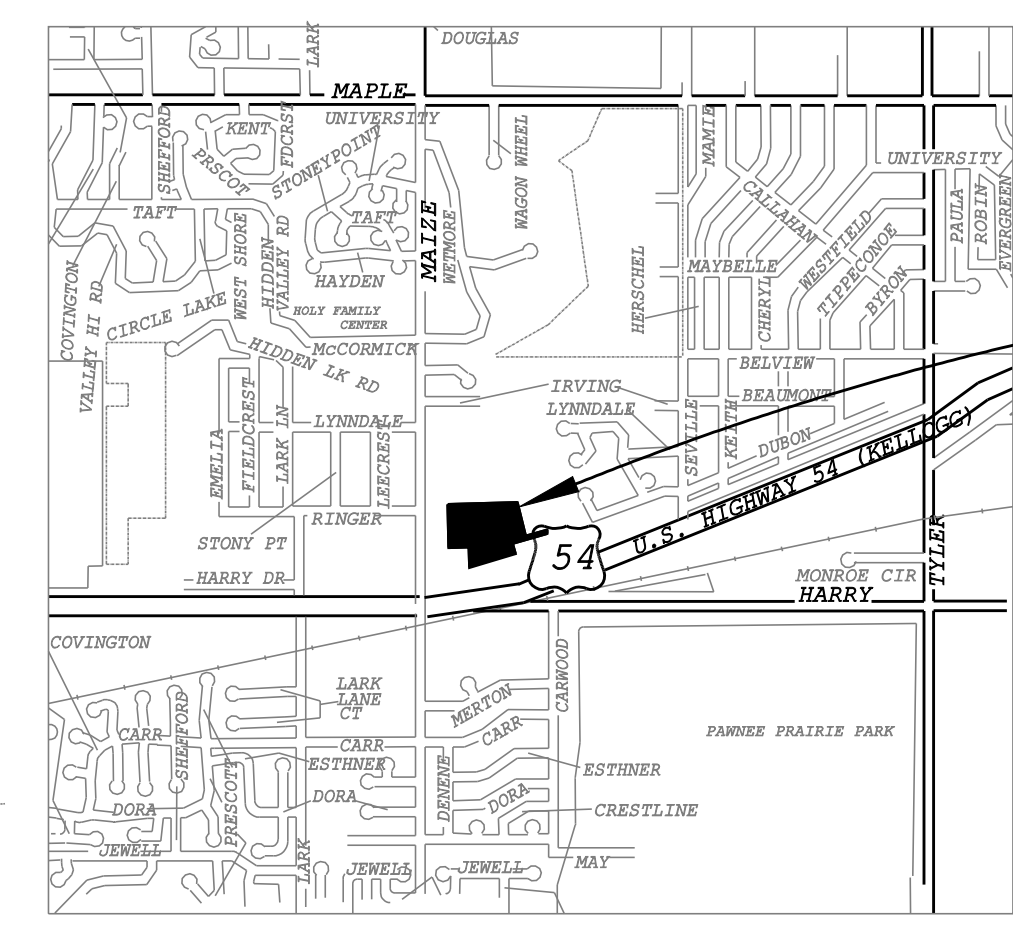 LARK
DOUGLAS
MAPLE
UNIVERSITY
SHEFFORD
KENT
FDCRST
PRSCOT
STONEYPOINT
WAGON WHEEL
MAMIE
UNIVERSITY
TAFT
TAFT
MAIZE
WETMORE
CALLAHAN
WESTFIELD
TIPPECONOE
BYRON
PAULA
ROBIN
EVERGREEN
COVINGTON
VALLEY HI RD
CIRCLE LAKE
WEST SHORE
HIDDEN
VALLEY RD
HAYDEN
HOLY FAMILY
CENTER
HERSCHEL
MAYBELLE
CHERYL
McCORMICK
HIDDEN LK RD
BELVIEW
IRVING
BEAUMONT
LYNNDALE
LYNNDALE
EMELIA
FIELDCREST
LARK LN
LEECREST
SEVILLE
KEITH
DUBON
U.S. HIGHWAY 54 (KELLOGG)
RINGER
STONY PT
54
TYLER
HARRY DR
MONROE CIR
HARRY
COVINGTON
CARWOOD
LARK
LANE
CT
MERTON
SHEFFORD
CARR
CARR
CARR
PAWNEE PRAIRIE PARK
ESTHNER
ESTHNER
PRESCOTT
DENENE
DORA
DORA
DORA
CRESTLINE
JEWELL
LARK
JEWELL
JEWELL
MAY